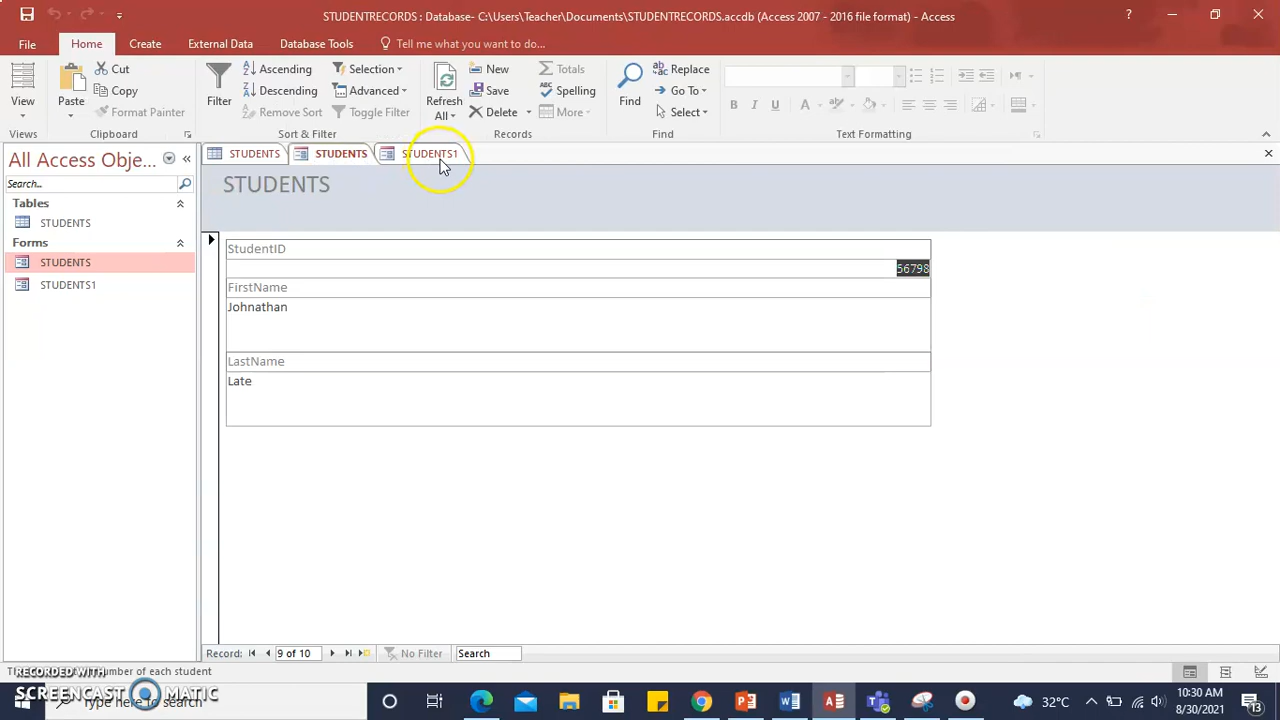 STUDENTRECORDS : Database- C:\Users\Teacher\Documents\STUDENTRECORDS.accdb (Access 2007 - 2016 file format) - Access
?
File Home Create External Data Database Tools Tell me what you want to do...
View
Views
Paste
Cut
Copy
Format Painter
Clipboard
Filter
Ascending
Descending
Remove Sort
Selection
Advanced
Toggle Filter
Sort & Filter
Refresh
All
New
Save
Delete
Totals
Spelling
More
Records
Find
Replace
Go To
Select
Find
B I U A
Text Formatting
All Access Obje...
Search...
Tables
STUDENTS
Forms
STUDENTS
STUDENTS1
STUDENTS STUDENTS STUDENTS1
STUDENTS
StudentID
56798
FirstName
Johnathan
LastName
Late
Record: 9 of 10 No Filter Search
number of each student
RECORDED WITH
SCREENCAST MATIC
here to search
32°C
10:30 AM
8/30/2021
13